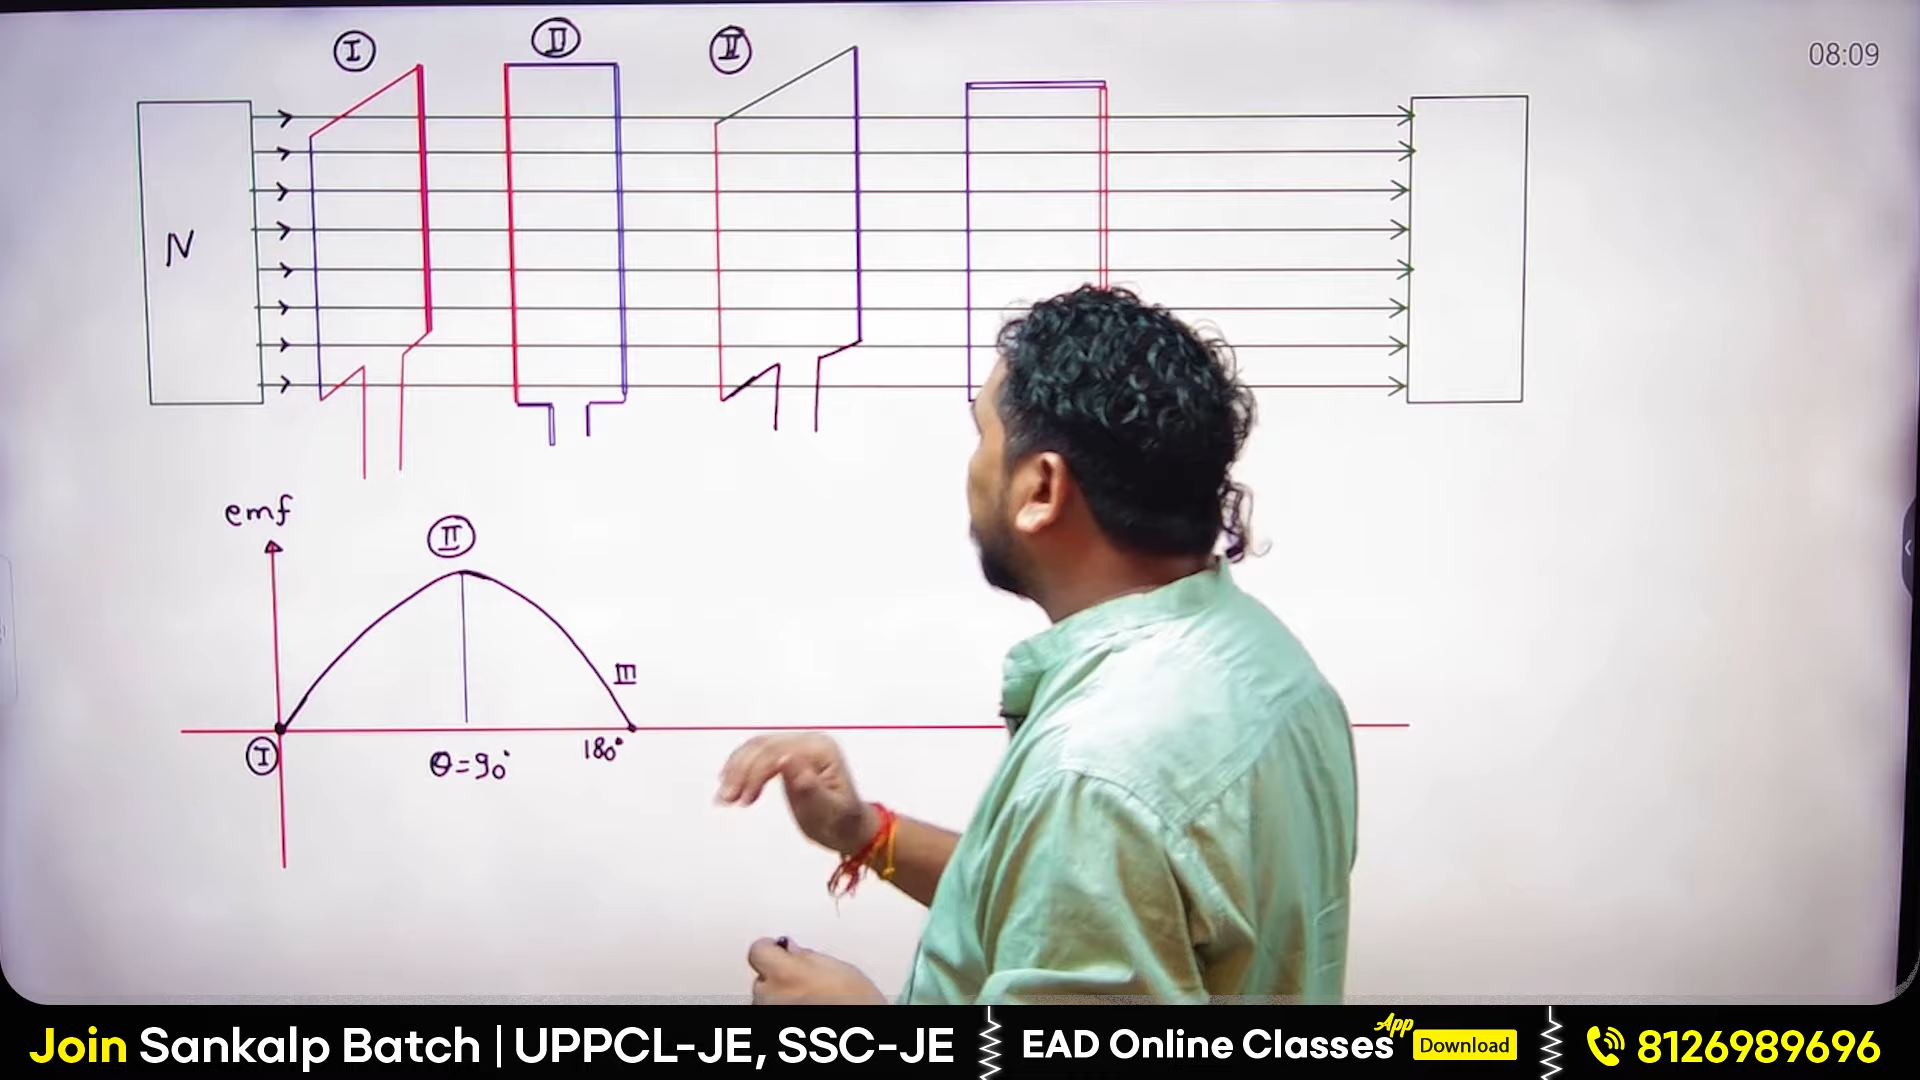 I
II
II
08:09
N
emf
II
III
I
θ=90°
180°
Join Sankalp Batch | UPPCL-JE, SSC-JE
EAD Online Classes App Download
8126989696